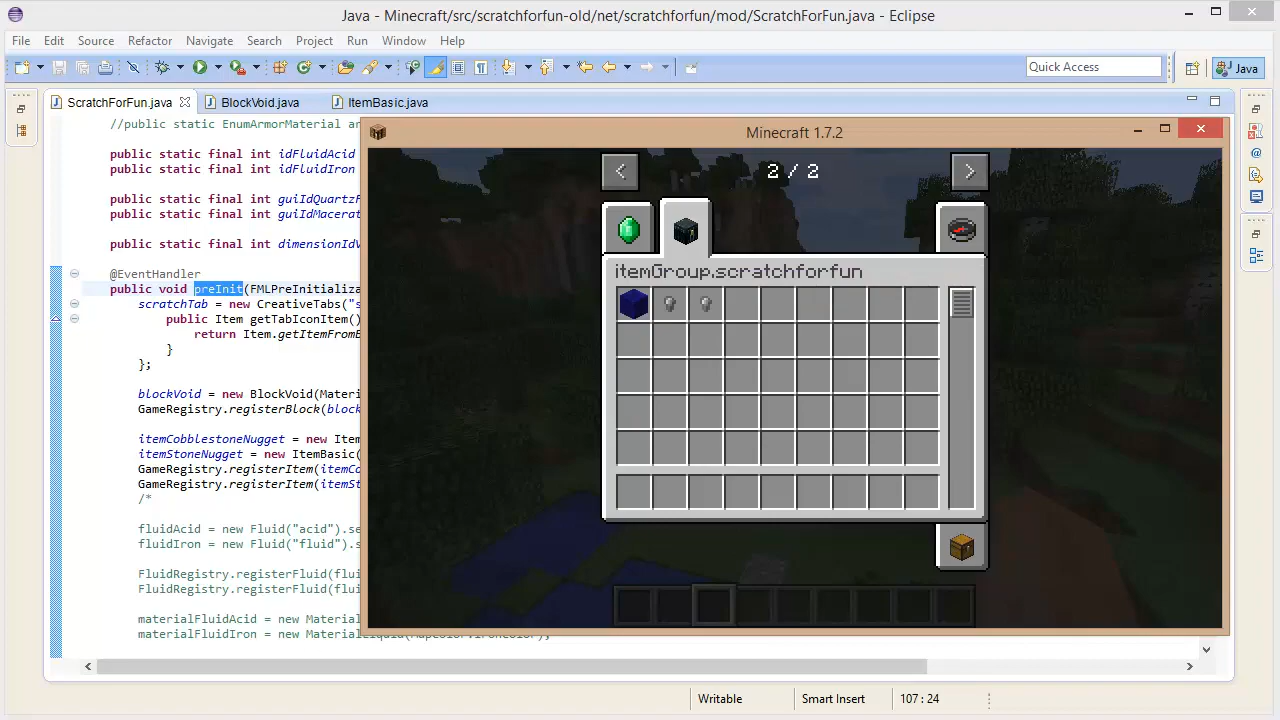 Java - Minecraft/src/scratchforfun-old/net/scratchforfun/mod/ScratchForFun.java - Eclipse
File Edit Source Refactor Navigate Search Project Run Window Help
Quick Access
Java
ScratchForFun.java
BlockVoid.java
ItemBasic.java
//public static EnumArmorMaterial ar
public static final int idFluidAcid
public static final int idFluidIron
public static final int guiIdQuartzF
public static final int guiIdMacerat
public static final int dimensionIdV
@EventHandler
public void preInit(FMLPreInitializa
scratchTab = new CreativeTabs("s
public Item getTabIconItem()
return Item.getItemFromB
}
};
blockVoid = new BlockVoid(Mater
GameRegistry.registerBlock(block
itemCobblestoneNugget = new Item
itemStoneNugget = new ItemBasic(
GameRegistry.registerItem(itemCo
GameRegistry.registerItem(itemSt
/*
fluidAcid = new Fluid("acid").se
fluidIron = new Fluid("fluid").s
FluidRegistry.registerFluid(flui
FluidRegistry.registerFluid(flui
materialFluidAcid = new Material
materialFluidIron = new MaterialLiquid(MapColor.ironColor);
Minecraft 1.7.2
< 2 / 2 >
itemGroup.scratchforfun
Writable
Smart Insert
107 : 24